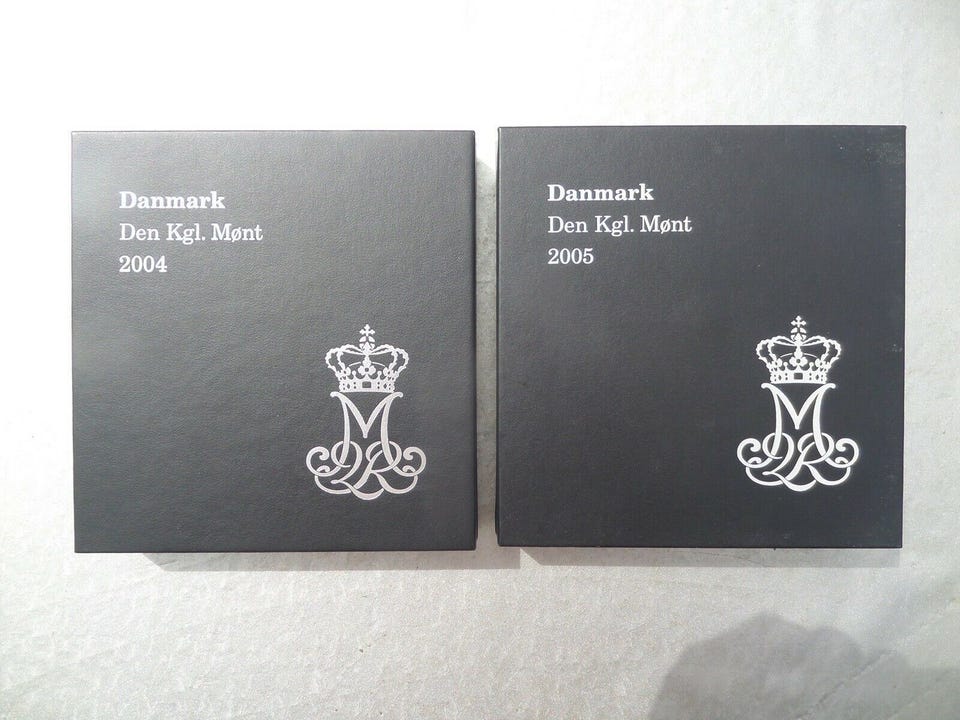 Danmark
Den Kgl. Mønt
2004
Danmark
Den Kgl. Mønt
2005